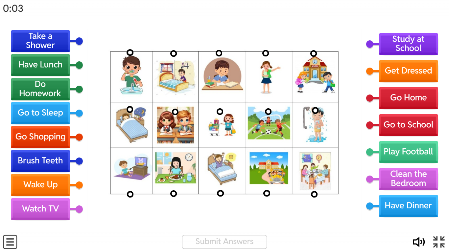 0:03
Take a
Shower
Have Lunch
Do
Homework
Go to Sleep
Go Shopping
Brush Teeth
Wake Up
Watch TV
Study at
School
Get Dressed
Go Home
Go to School
Play Football
Clean the
Bedroom
Have Dinner
Submit Answers